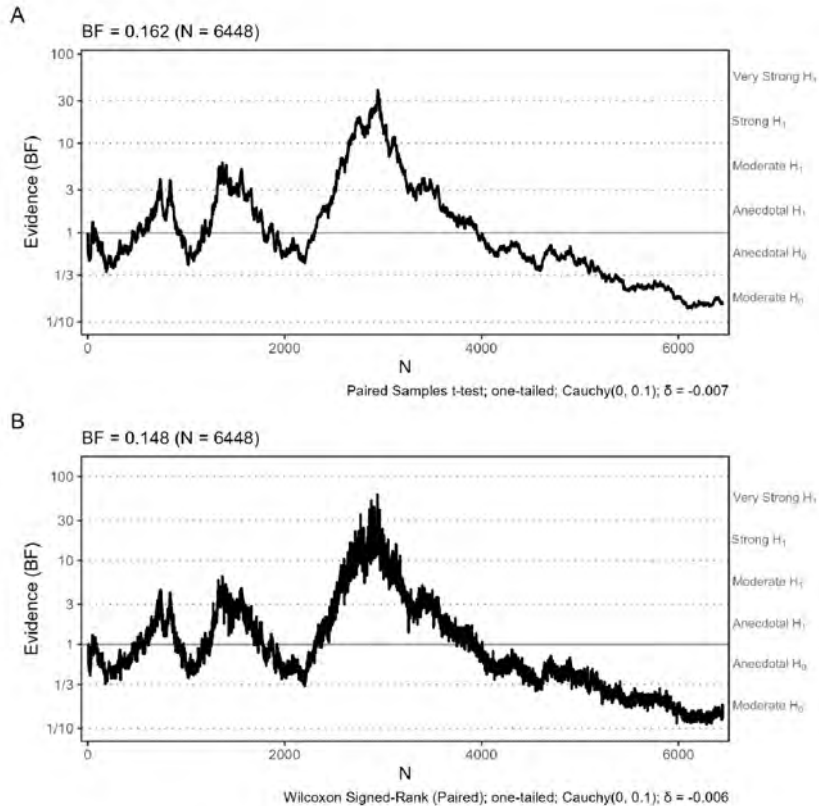 A
BF = 0.162 (N = 6448)
Evidence (BF)
100
30
10
3
1
1/3
1/10
Very Strong H₁
Strong H₁
Moderate H₁
Anecdotal H₁
Anecdotal H₀
Moderate H₀
0
2000
4000
6000
N
Paired Samples t-test; one-tailed; Cauchy(0, 0.1); δ = -0.007
B
BF = 0.148 (N = 6448)
Evidence (BF)
100
30
10
3
1
1/3
1/10
Very Strong H₁
Strong H₁
Moderate H₁
Anecdotal H₁
Anecdotal H₀
Moderate H₀
0
2000
4000
6000
N
Wilcoxon Signed-Rank (Paired); one-tailed; Cauchy(0, 0.1); δ = -0.006